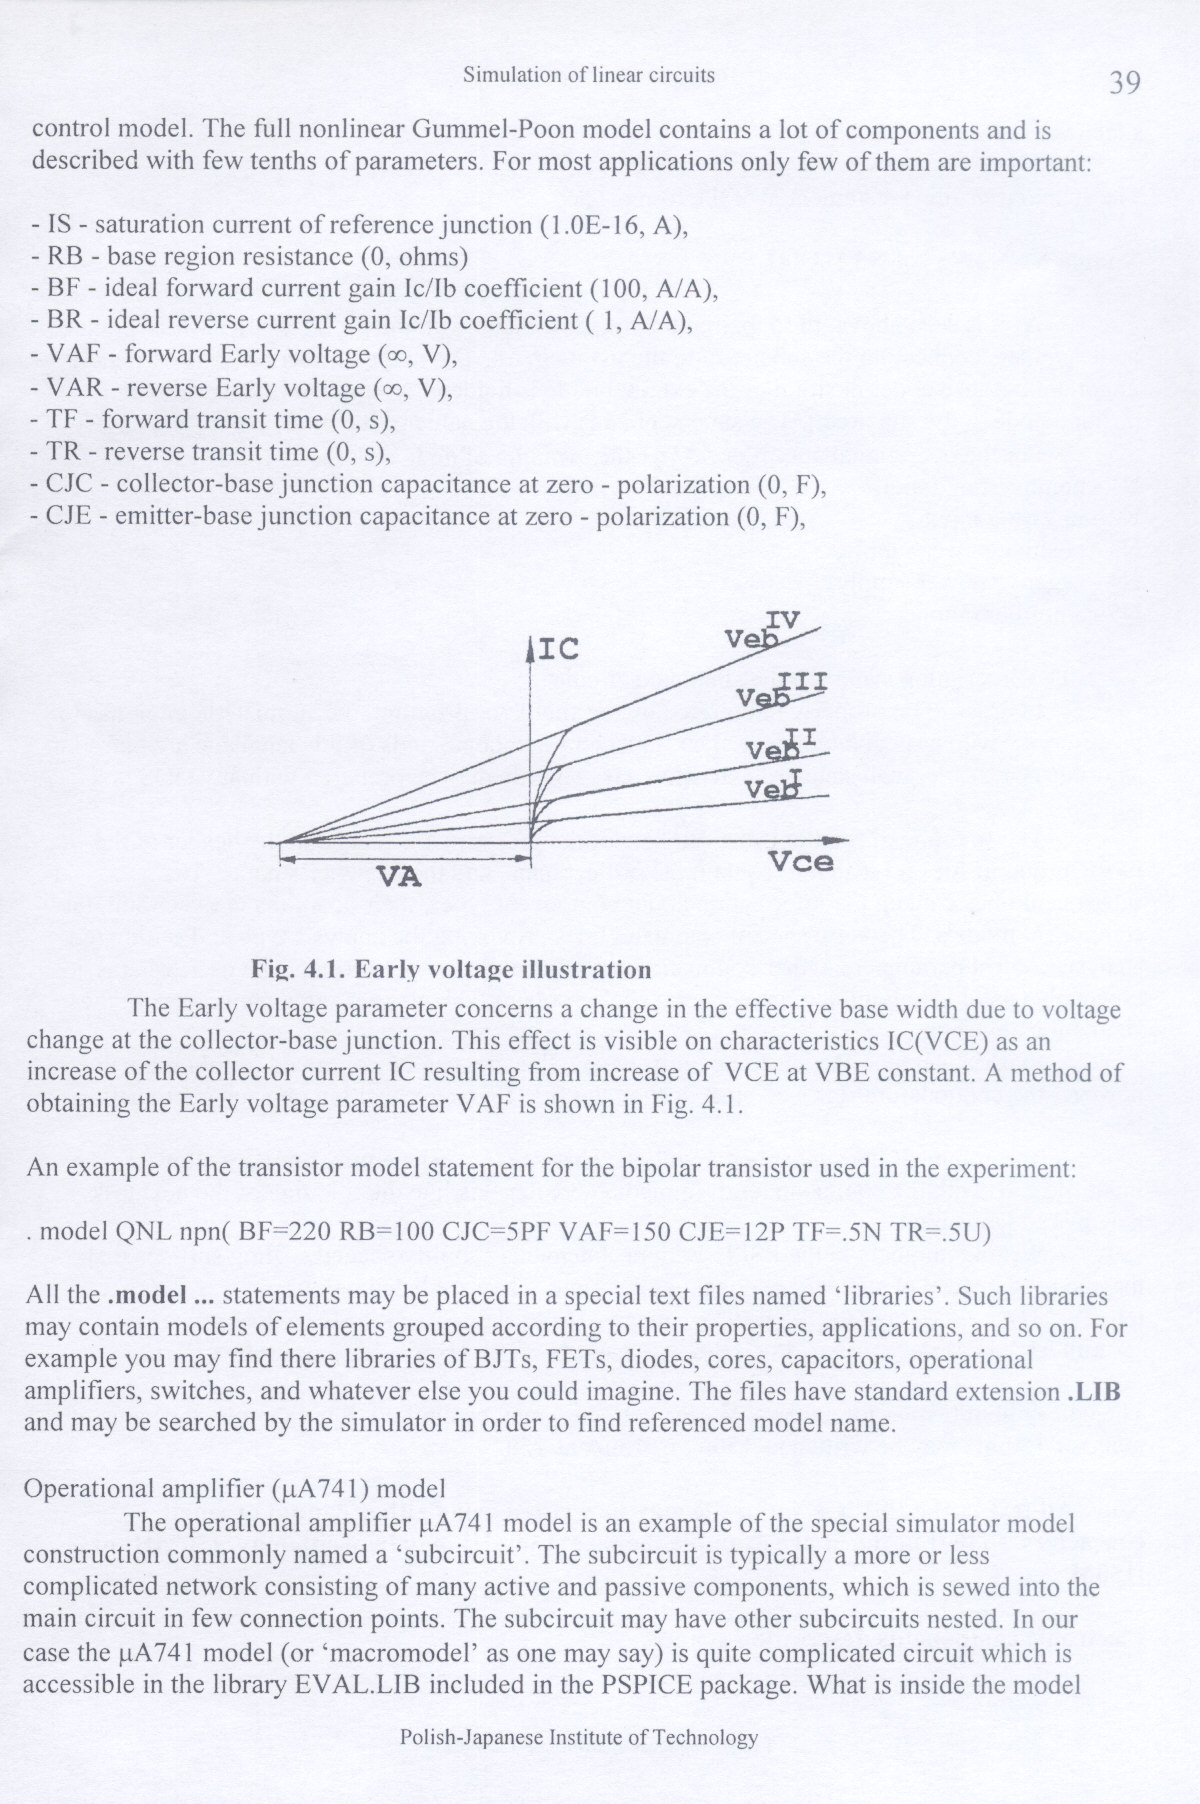 Simulation of linear circuits
39
control model. The full nonlinear Gummel-Poon model contains a lot of components and is
described with few tenths of parameters. For most applications only few of them are important:
- IS - saturation current of reference junction (1.0E-16, A),
- RB - base region resistance (0, ohms)
- BF - ideal forward current gain Ic/Ib coefficient (100, A/A),
- BR - ideal reverse current gain Ic/Ib coefficient ( 1, A/A),
- VAF - forward Early voltage (∞, V),
- VAR - reverse Early voltage (∞, V),
- TF - forward transit time (0, s),
- TR - reverse transit time (0, s),
- CJC - collector-base junction capacitance at zero - polarization (0, F),
- CJE - emitter-base junction capacitance at zero - polarization (0, F),
IC
Veb IV
Veb III
Veb II
Veb I
VA
Vce
Fig. 4.1. Early voltage illustration
The Early voltage parameter concerns a change in the effective base width due to voltage
change at the collector-base junction. This effect is visible on characteristics IC(VCE) as an
increase of the collector current IC resulting from increase of VCE at VBE constant. A method of
obtaining the Early voltage parameter VAF is shown in Fig. 4.1.
An example of the transistor model statement for the bipolar transistor used in the experiment:
. model QNL npn( BF=220 RB=100 CJC=5PF VAF=150 CJE=12P TF=.5N TR=.5U)
All the .model ... statements may be placed in a special text files named ‘libraries’. Such libraries
may contain models of elements grouped according to their properties, applications, and so on. For
example you may find there libraries of BJTs, FETs, diodes, cores, capacitors, operational
amplifiers, switches, and whatever else you could imagine. The files have standard extension .LIB
and may be searched by the simulator in order to find referenced model name.
Operational amplifier (μA741) model
The operational amplifier μA741 model is an example of the special simulator model
construction commonly named a ‘subcircuit’. The subcircuit is typically a more or less
complicated network consisting of many active and passive components, which is sewed into the
main circuit in few connection points. The subcircuit may have other subcircuits nested. In our
case the μA741 model (or ‘macromodel’ as one may say) is quite complicated circuit which is
accessible in the library EVAL.LIB included in the PSPICE package. What is inside the model
Polish-Japanese Institute of Technology